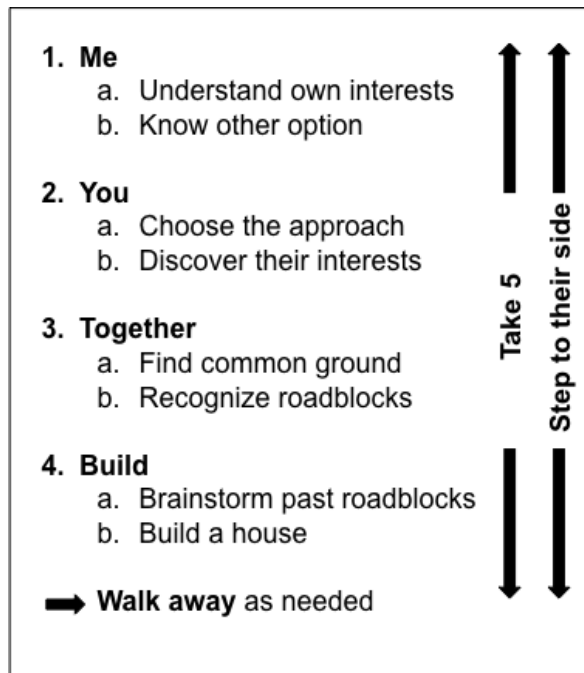 1. Me
a. Understand own interests
b. Know other option
2. You
a. Choose the approach
b. Discover their interests
3. Together
a. Find common ground
b. Recognize roadblocks
4. Build
a. Brainstorm past roadblocks
b. Build a house
Walk away as needed
Take 5
Step to their side